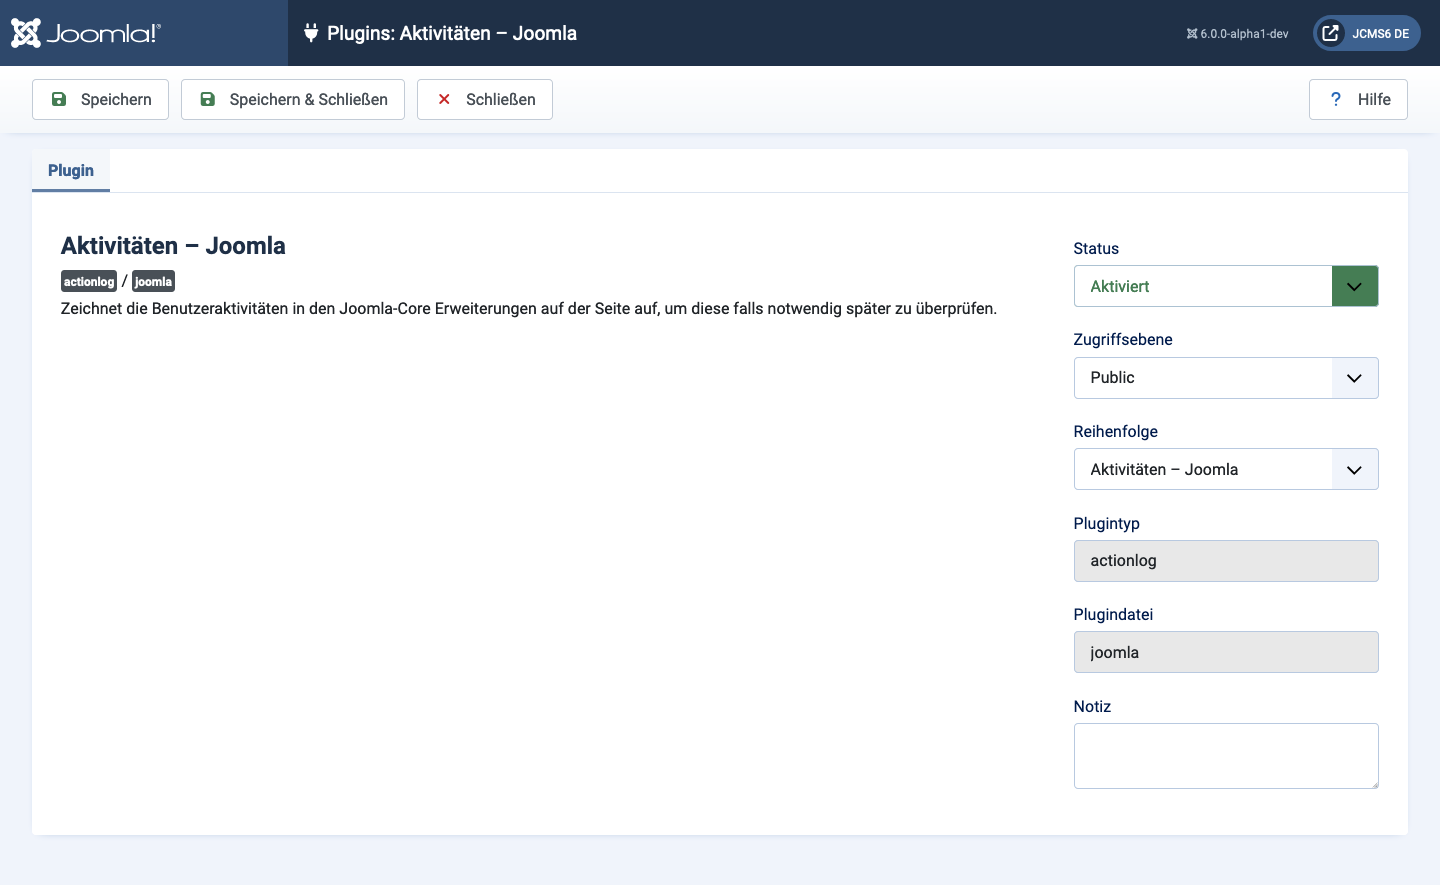 Joomla!®
Plugins: Aktivitäten – Joomla
6.0.0-alpha1-dev
JCMS6 DE
Speichern
Speichern & Schließen
Schließen
? Hilfe
Plugin
Aktivitäten – Joomla
actionlog / joomla
Zeichnet die Benutzeraktivitäten in den Joomla-Core Erweiterungen auf der Seite auf, um diese falls notwendig später zu überprüfen.
Status
Aktiviert
Zugriffsebene
Public
Reihenfolge
Aktivitäten – Joomla
Plugintyp
actionlog
Plugindatei
joomla
Notiz